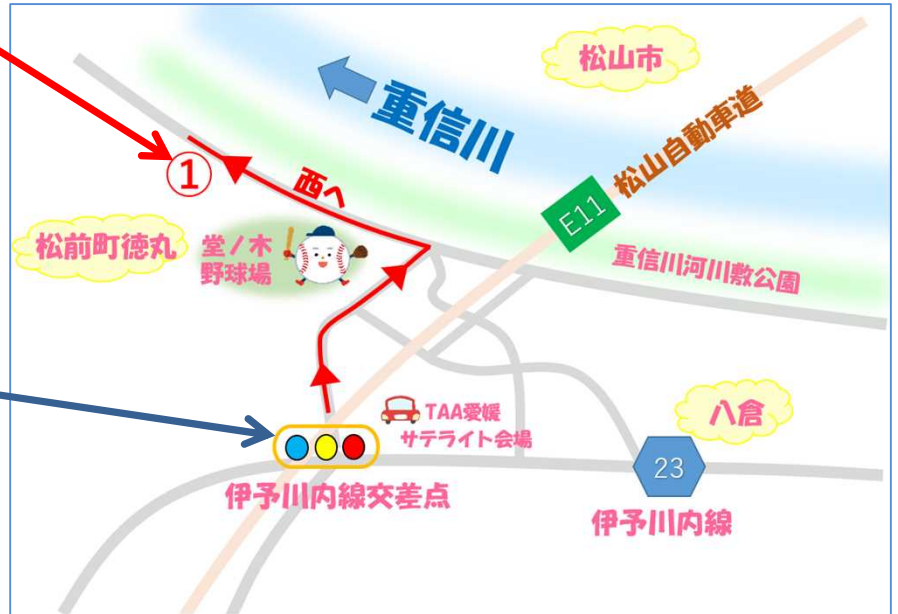 松山市
重信川
松山自動車道
E11
①
西へ
松前町徳丸
堂ノ木
野球場
重信川河川敷公園
TAA愛媛
サテライト会場
八倉
23
伊予川内線交差点
伊予川内線